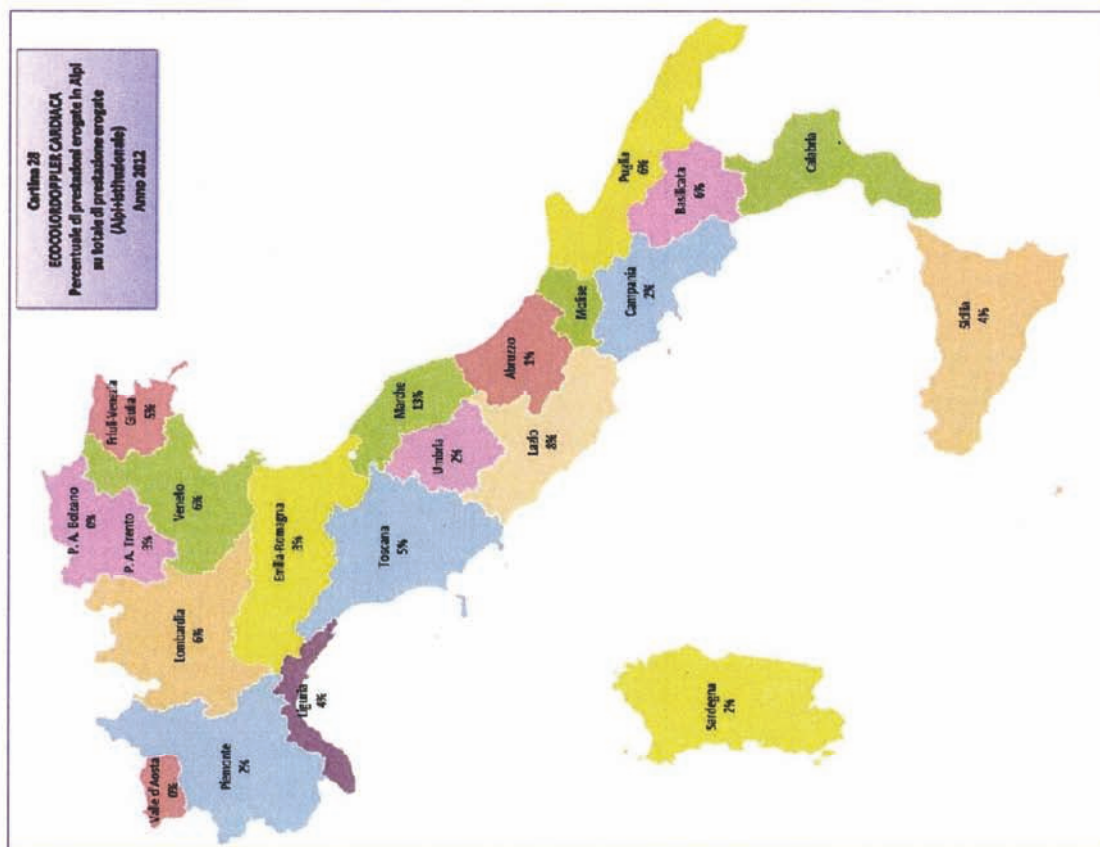 Cartina 28
ECOCOLORDOPPLER CARDIACA
Percentuale di prestazioni erogate in Alpi
su totale di prestazione erogate
(Alpi+Istituzionale)
Anno 2012
Valle d'Aosta
0%
Piemonte
2%
Liguria
4%
Lombardia
6%
P. A. Bolzano
0%
P. A. Trento
3%
Veneto
6%
Friuli-Venezia
Giulia
5%
Emilia-Romagna
3%
Toscana
5%
Marche
13%
Umbria
2%
Lazio
8%
Abruzzo
1%
Molise
Campania
2%
Puglia
6%
Basilicata
6%
Calabria
Sicilia
4%
Sardegna
2%